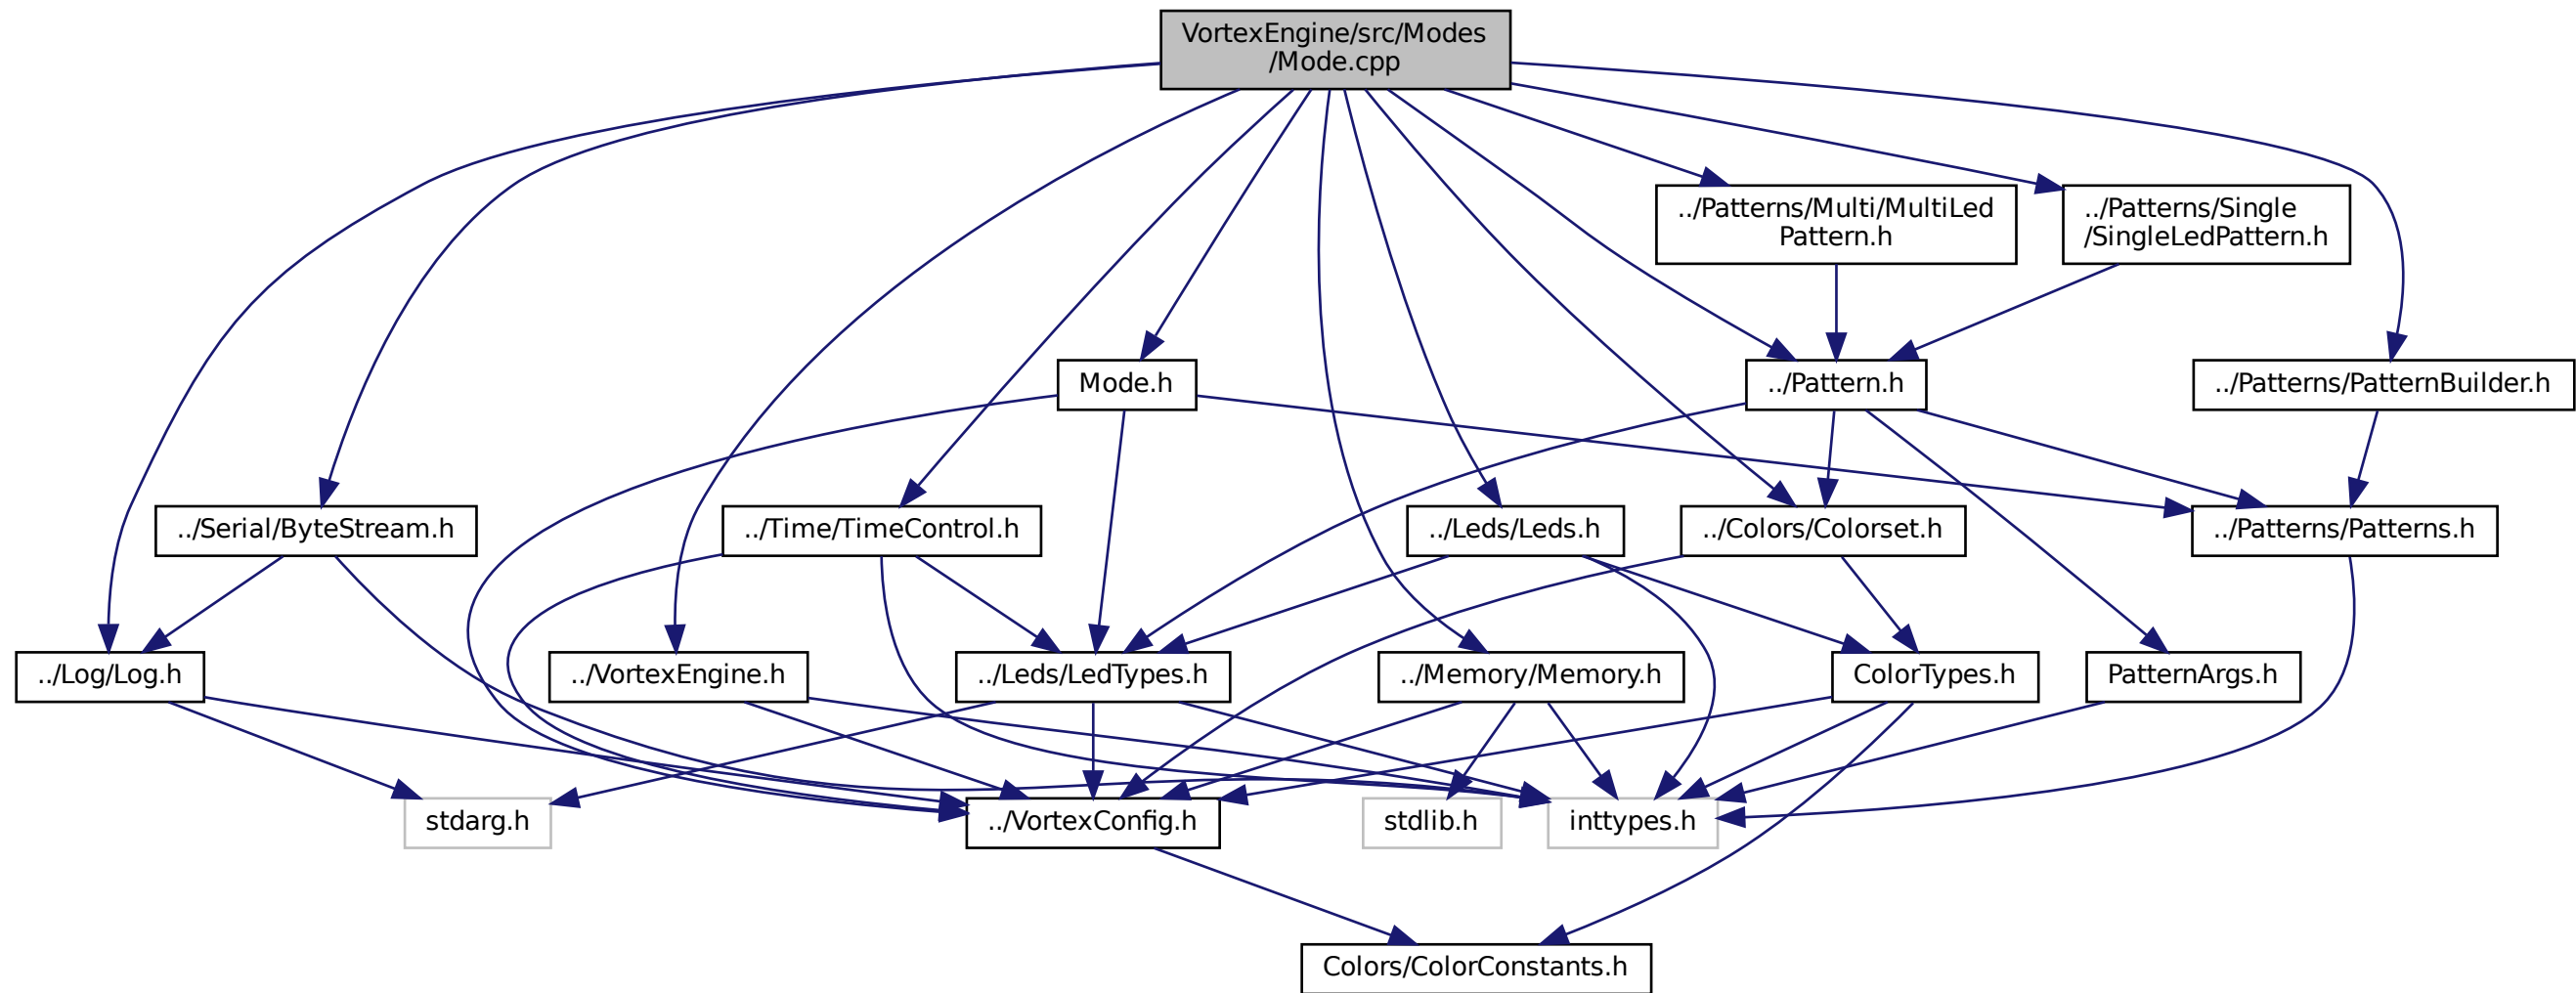 VortexEngine/src/Modes
/Mode.cpp
../Patterns/Multi/MultiLed
Pattern.h
../Patterns/Single
/SingleLedPattern.h
Mode.h
../Pattern.h
../Patterns/PatternBuilder.h
../Serial/ByteStream.h
../Time/TimeControl.h
../Leds/Leds.h
../Colors/Colorset.h
../Patterns/Patterns.h
../Log/Log.h
../VortexEngine.h
../Leds/LedTypes.h
../Memory/Memory.h
ColorTypes.h
PatternArgs.h
stdarg.h
../VortexConfig.h
stdlib.h
inttypes.h
Colors/ColorConstants.h